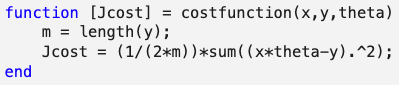 function [Jcost] = costfunction(x,y,theta)
    m = length(y);
    Jcost = (1/(2*m))*sum((x*theta-y).^2);
end